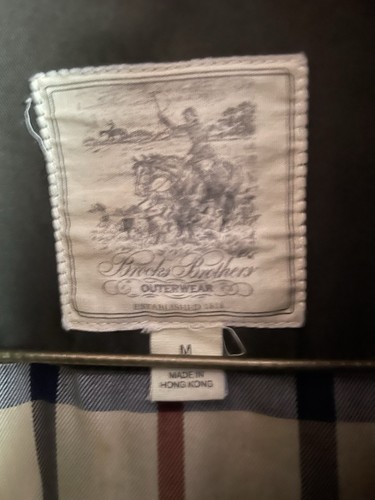 Brooks Brothers
OUTERWEAR
ESTABLISHED 1818
M
MADE IN
HONG KONG